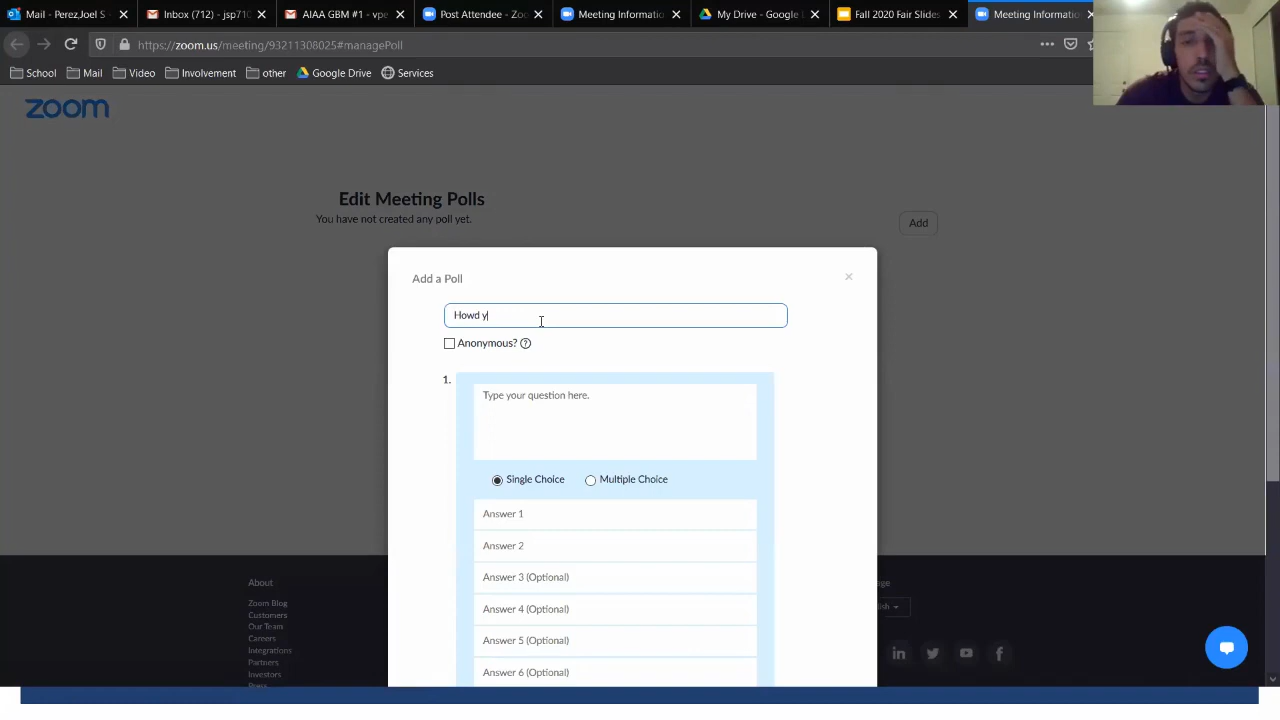 Mail - Perez,Joel S -
Inbox (712) - jsp710
AIAA GBM #1 - vpe
Post Attendee - Zoo
Meeting Informatio
My Drive - Google
Fall 2020 Fair Slides
Meeting Informatio
https://zoom.us/meeting/93211308025#managePoll
School
Mail
Video
Involvement
other
Google Drive
Services
zoom
Edit Meeting Polls
You have not created any poll yet.
Add
Add a Poll
Howd y
Anonymous?
1.
Type your question here.
Single Choice
Multiple Choice
Answer 1
Answer 2
Answer 3 (Optional)
Answer 4 (Optional)
Answer 5 (Optional)
Answer 6 (Optional)
About
Zoom Blog
Customers
Our Team
Careers
Integrations
Partners
Investors
Press